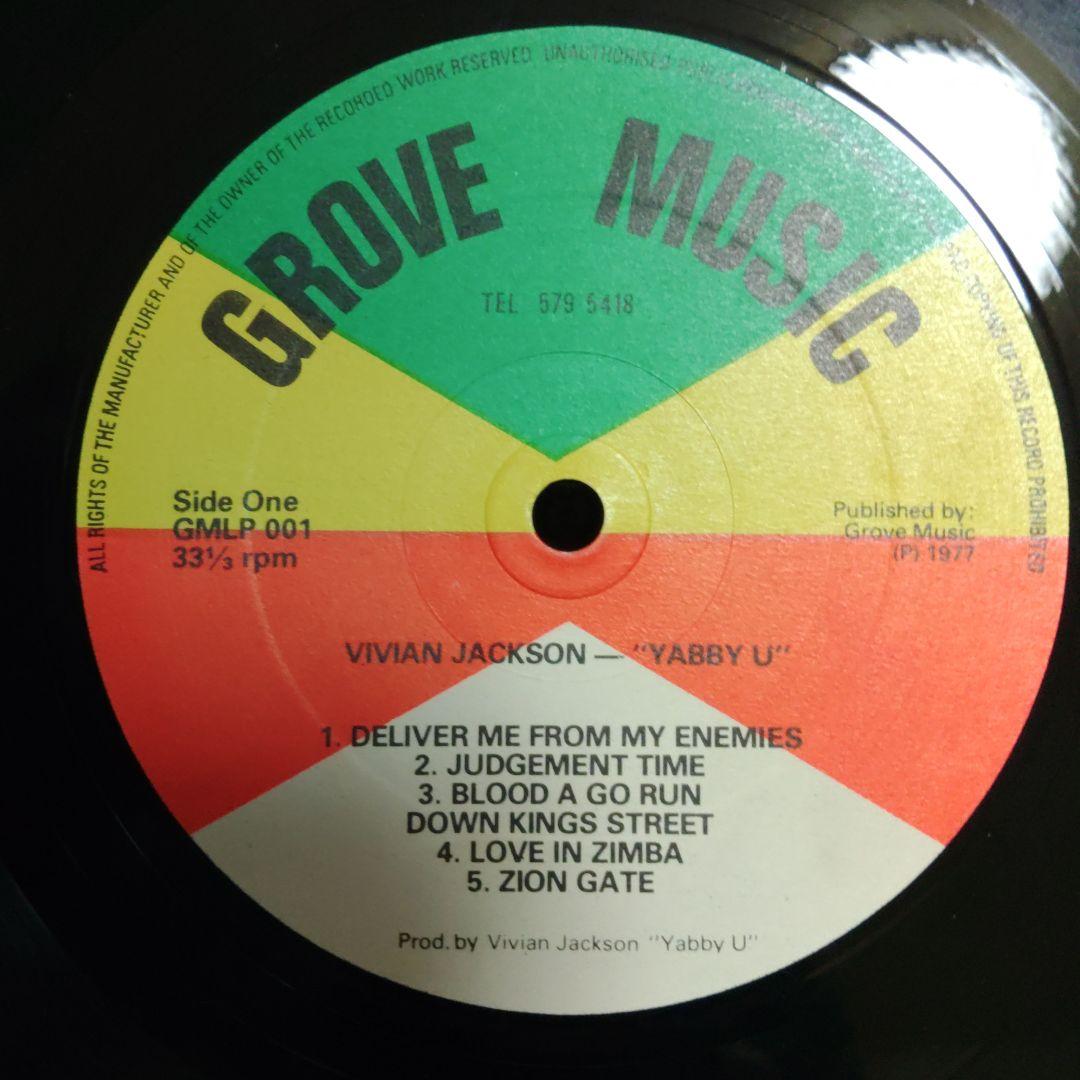 ALL RIGHTS OF THE MANUFACTURER AND OF THE OWNER OF THE RECORDED WORK RESERVED UNAUTHORISED COPYING OF THIS RECORD PROHIBITED
GROVE MUSIC
TEL 579 5418
Side One
GMLP 001
33⅓ rpm
Published by:
Grove Music
(P) 1977
VIVIAN JACKSON — "YABBY U"
1. DELIVER ME FROM MY ENEMIES
2. JUDGEMENT TIME
3. BLOOD A GO RUN
DOWN KINGS STREET
4. LOVE IN ZIMBA
5. ZION GATE
Prod. by Vivian Jackson "Yabby U"